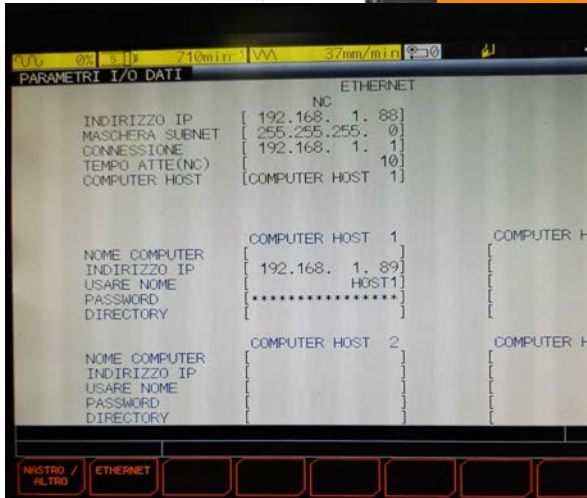 0% S 710min-1 37mm/min 0
PARAMETRI I/O DATI
ETHERNET
NC
INDIRIZZO IP [ 192.168. 1. 88]
MASCHERA SUBNET [ 255.255.255. 0]
CONNESSIONE [ 192.168. 1. 1]
TEMPO ATTE(NC) [ 10]
COMPUTER HOST [COMPUTER HOST 1]
COMPUTER HOST 1 COMPUTER H
NOME COMPUTER [ ] [
INDIRIZZO IP [ 192.168. 1. 89] [
USARE NOME [ HOST1] [
PASSWORD [****************] [
DIRECTORY [ ] [
COMPUTER HOST 2 COMPUTER H
NOME COMPUTER [ ] [
INDIRIZZO IP [ ] [
USARE NOME [ ] [
PASSWORD [ ] [
DIRECTORY [ ] [
NASTRO / ETHERNET
ALTRO